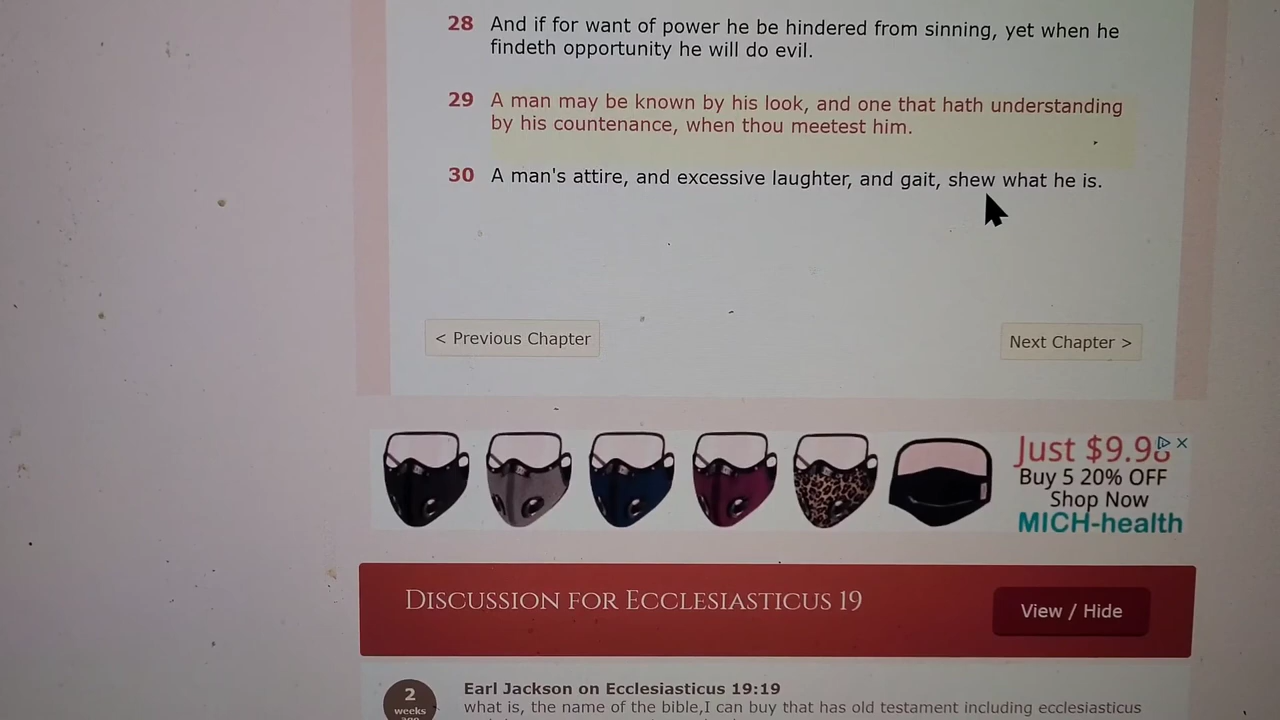 28 And if for want of power he be hindered from sinning, yet when he
findeth opportunity he will do evil.
29 A man may be known by his look, and one that hath understanding
by his countenance, when thou meetest him.
30 A man's attire, and excessive laughter, and gait, shew what he is.
< Previous Chapter
Next Chapter >
Just $9.98
Buy 5 20% OFF
Shop Now
MICH-health
Discussion for Ecclesiasticus 19
View / Hide
2
weeks
ago
Earl Jackson on Ecclesiasticus 19:19
what is, the name of the bible,I can buy that has old testament including ecclesiasticus